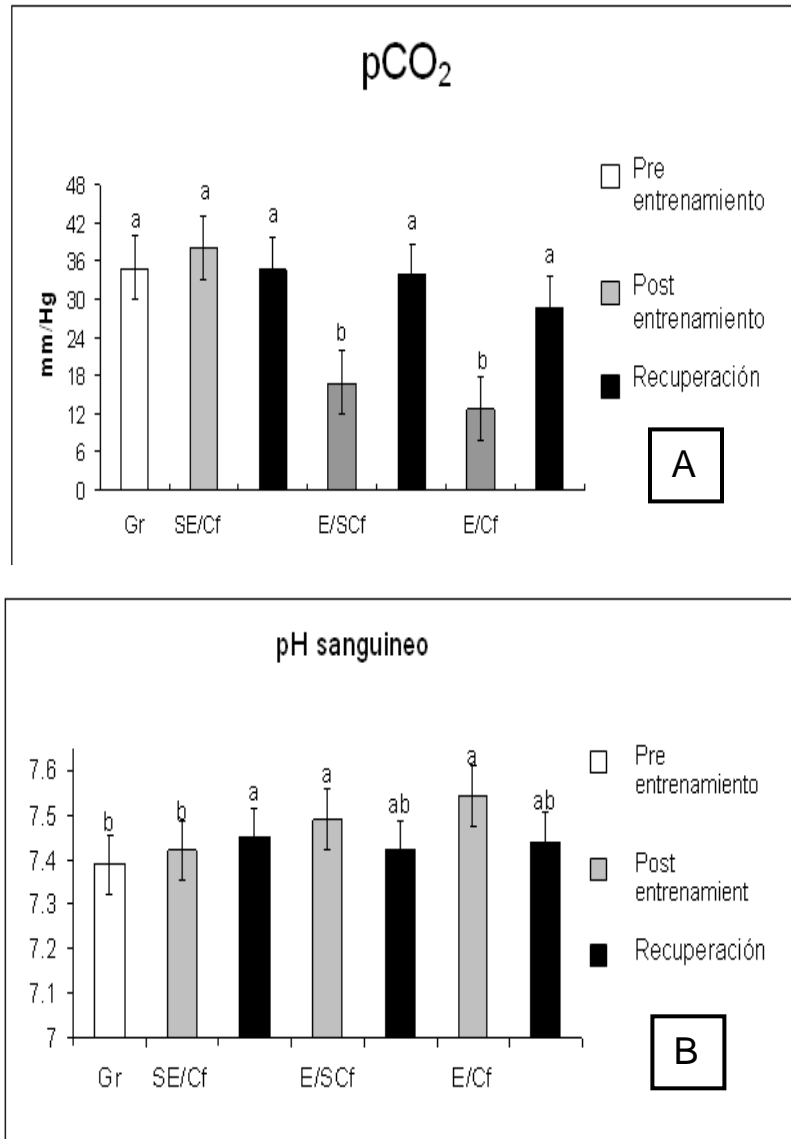 pCO₂
48
42
36
30
24
18
12
6
0
mm/Hg
a
a
a
b
a
b
a
Gr SE/Cf E/SCf E/Cf
Pre
entrenamiento
Post
entrenamiento
Recuperación
A
pH sanguineo
7.6
7.5
7.4
7.3
7.2
7.1
7
b
b
a
a
ab
a
ab
Gr SE/Cf E/SCf E/Cf
Pre
entrenamiento
Post
entrenamient
Recuperación
B